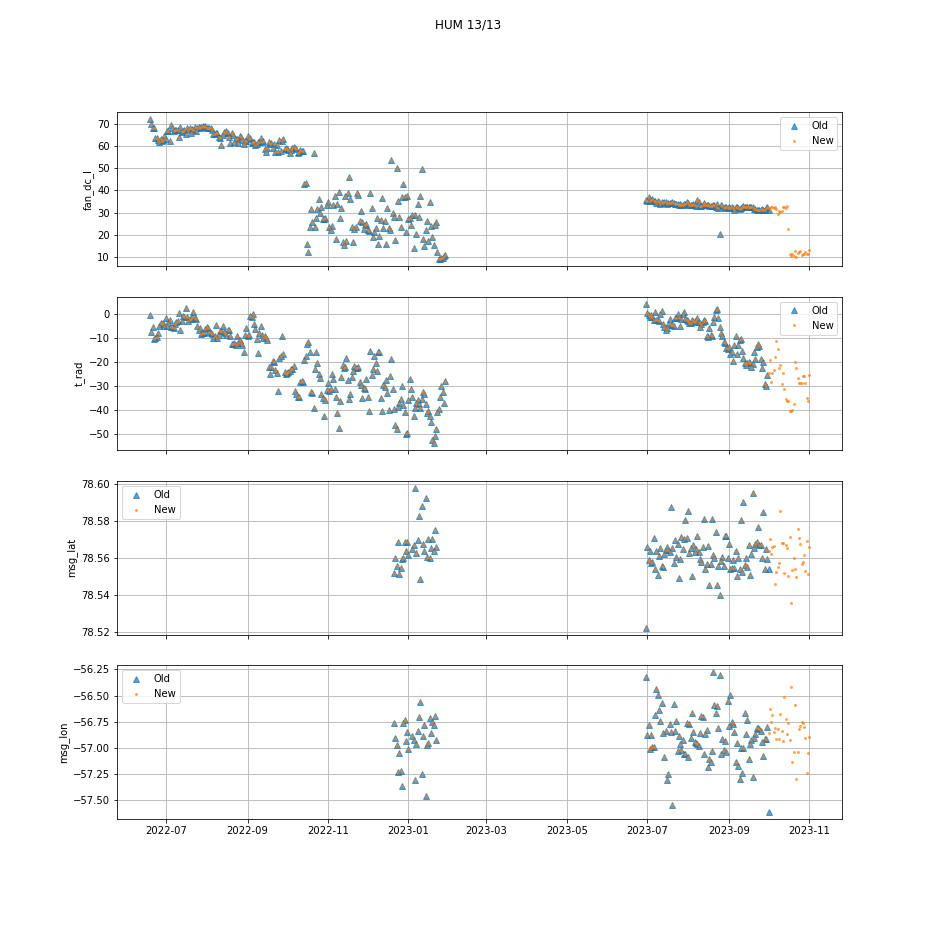 HUM 13/13
fan_dc_I
70
60
50
40
30
20
10
Old
New
t_rad
0
−10
−20
−30
−40
−50
Old
New
msg_lat
78.60
78.58
78.56
78.54
78.52
Old
New
msg_lon
−56.25
−56.50
−56.75
−57.00
−57.25
−57.50
Old
New
2022-07 2022-09 2022-11 2023-01 2023-03 2023-05 2023-07 2023-09 2023-11